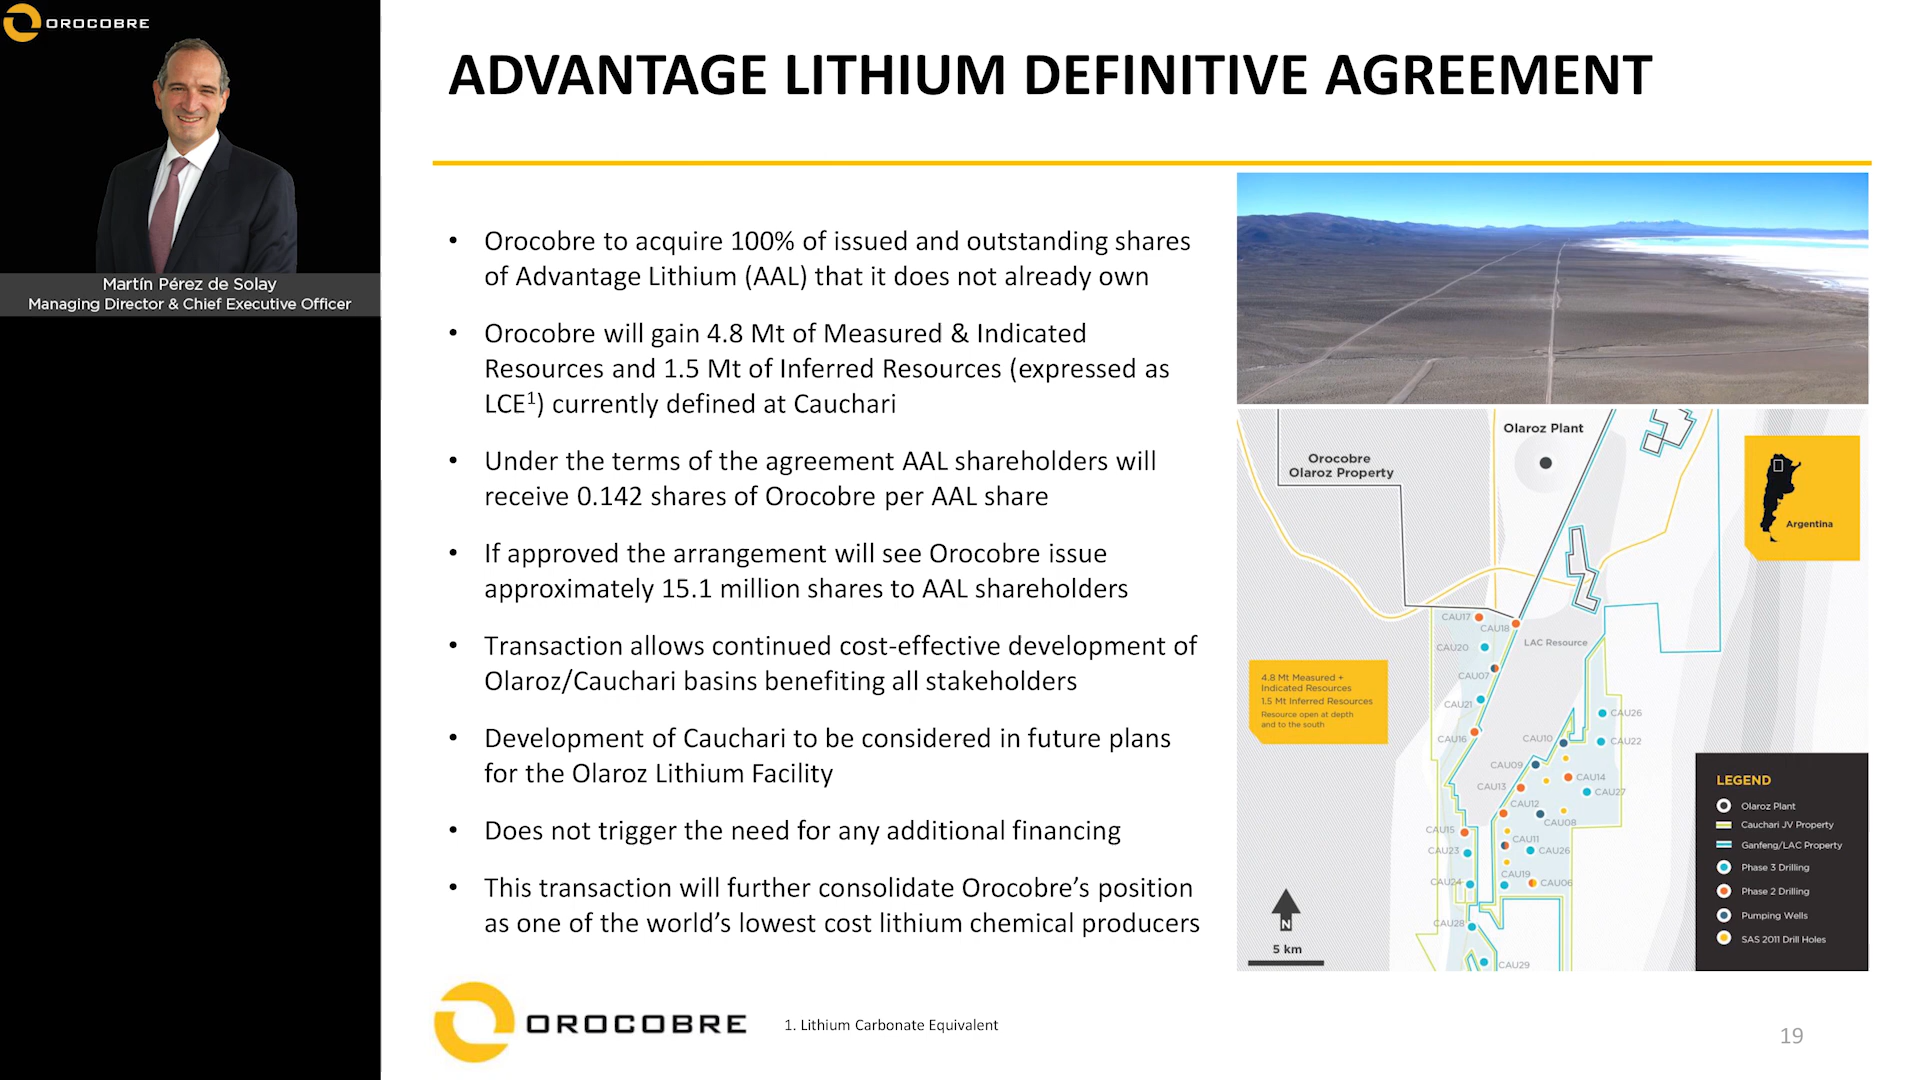 OROCOBRE
Martín Pérez de Solay
Managing Director & Chief Executive Officer
ADVANTAGE LITHIUM DEFINITIVE AGREEMENT
• Orocobre to acquire 100% of issued and outstanding shares
of Advantage Lithium (AAL) that it does not already own
• Orocobre will gain 4.8 Mt of Measured & Indicated
Resources and 1.5 Mt of Inferred Resources (expressed as
LCE¹) currently defined at Cauchari
• Under the terms of the agreement AAL shareholders will
receive 0.142 shares of Orocobre per AAL share
• If approved the arrangement will see Orocobre issue
approximately 15.1 million shares to AAL shareholders
• Transaction allows continued cost-effective development of
Olaroz/Cauchari basins benefiting all stakeholders
• Development of Cauchari to be considered in future plans
for the Olaroz Lithium Facility
• Does not trigger the need for any additional financing
• This transaction will further consolidate Orocobre’s position
as one of the world’s lowest cost lithium chemical producers
Olaroz Plant
Orocobre
Olaroz Property
Argentina
CAU17
CAU18
LAC Resource
CAU20
CAU07
4.8 Mt Measured +
Indicated Resources
1.5 Mt Inferred Resources
Resource open at depth
and to the south
CAU21
CAU26
CAU16
CAU10
CAU22
CAU09
CAU14
CAU13
CAU27
CAU12
CAU08
CAU15
CAU11
CAU23
CAU26
CAU19
CAU24
CAU06
CAU28
CAU29
N
5 km
LEGEND
Olaroz Plant
Cauchari JV Property
Ganfeng/LAC Property
Phase 3 Drilling
Phase 2 Drilling
Pumping Wells
SAS 2011 Drill Holes
OROCOBRE
1. Lithium Carbonate Equivalent
19